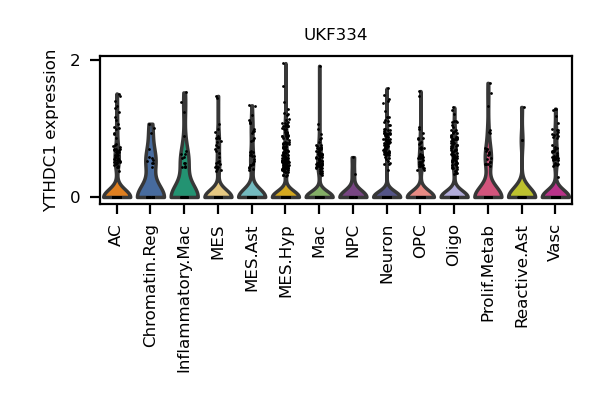 UKF334
YTHDC1 expression
2
0
AC
Chromatin.Reg
Inflammatory.Mac
MES
MES.Ast
MES.Hyp
Mac
NPC
Neuron
OPC
Oligo
Prolif.Metab
Reactive.Ast
Vasc